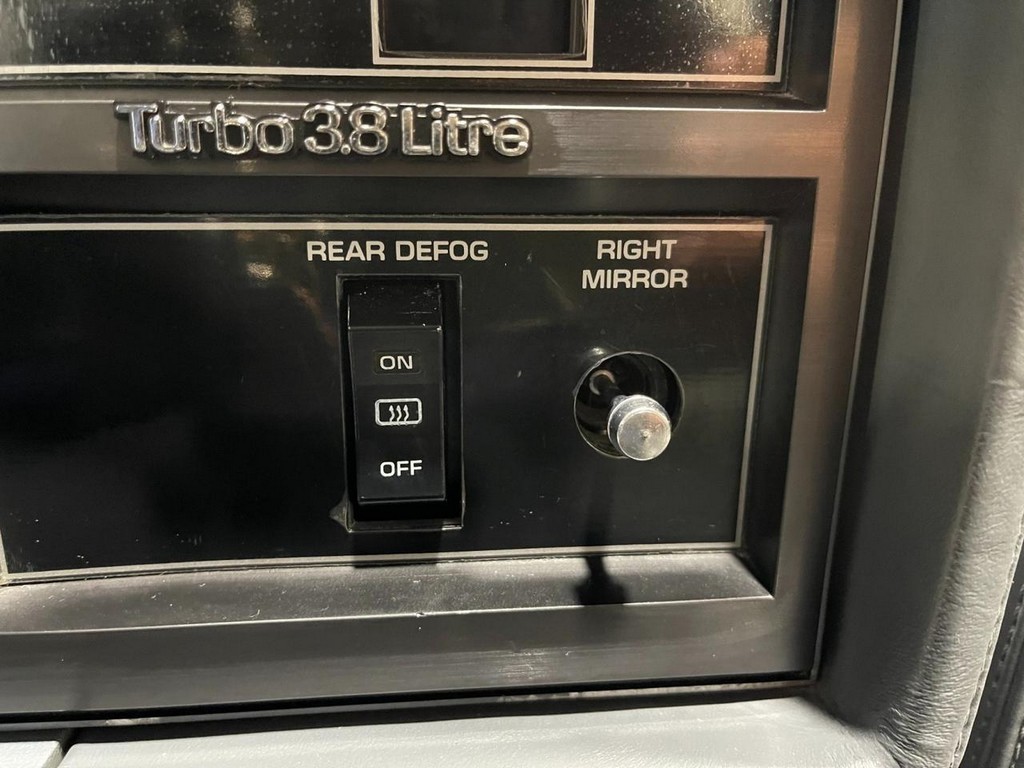 Turbo 3.8 Litre
REAR DEFOG
RIGHT
MIRROR
ON
OFF